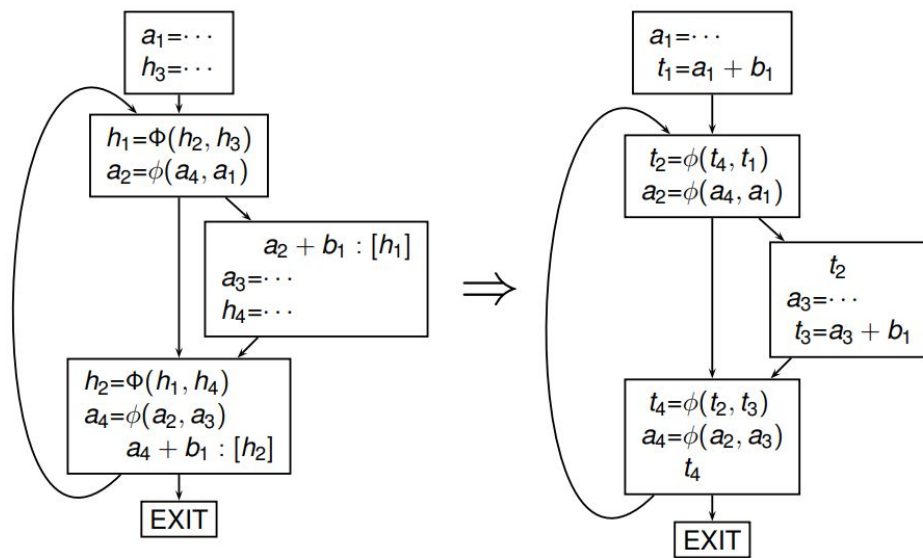 a₁=···
h₃=···
h₁=Φ(h₂, h₃)
a₂=ϕ(a₄, a₁)
a₂ + b₁ : [h₁]
a₃=···
h₄=···
h₂=Φ(h₁, h₄)
a₄=ϕ(a₂, a₃)
a₄ + b₁ : [h₂]
EXIT
⇒
a₁=···
t₁=a₁ + b₁
t₂=ϕ(t₄, t₁)
a₂=ϕ(a₄, a₁)
t₂
a₃=···
t₃=a₃ + b₁
t₄=ϕ(t₂, t₃)
a₄=ϕ(a₂, a₃)
t₄
EXIT